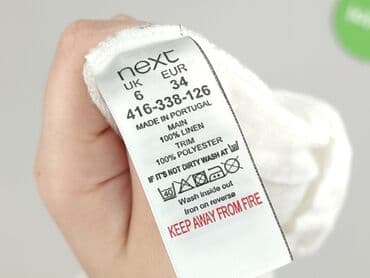 next
UK EUR
6 34
416-338-126
MADE IN PORTUGAL
MAIN
100% LINEN
TRIM
100% POLYESTER
IF IT'S NOT DIRTY WASH AT
40
Wash inside out
Iron on reverse
KEEP AWAY FROM FIRE